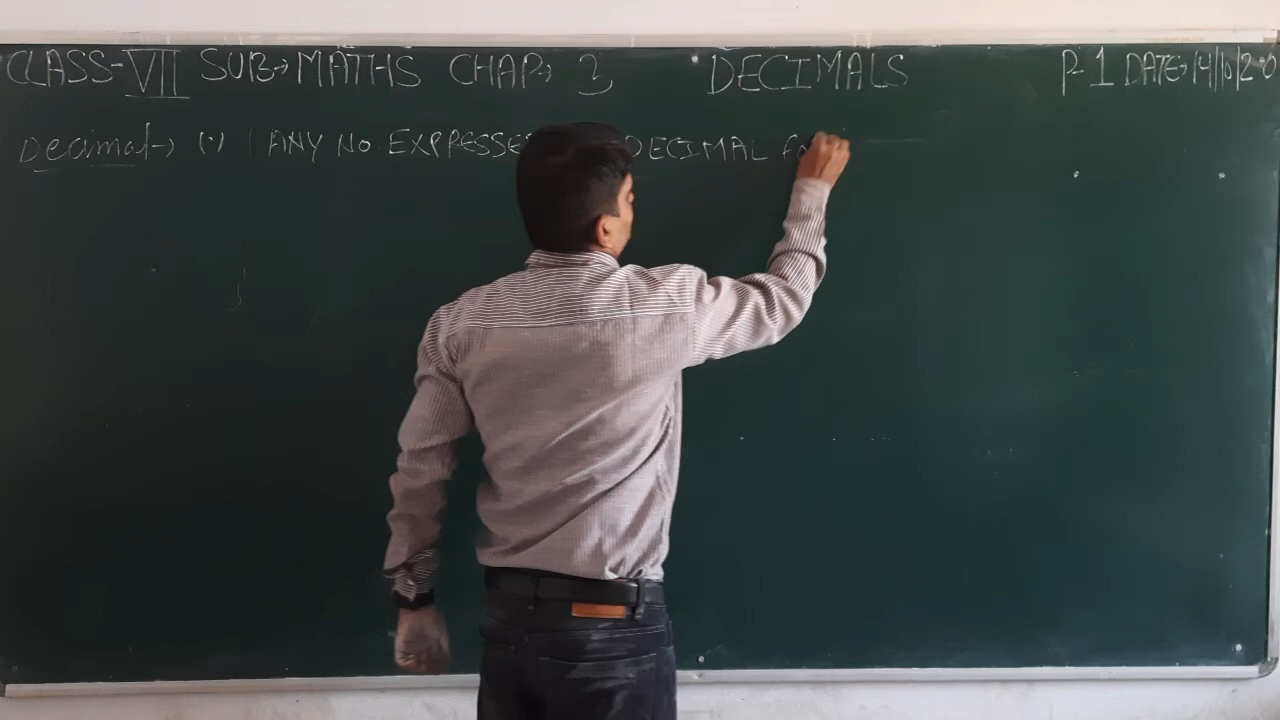 CLASS-VII SUB→MATHS CHAP→ 3 DECIMALS P-1 DATE→14/10/20
Decimal→ (·) (ANY NO. EXPRESSE DECIMAL